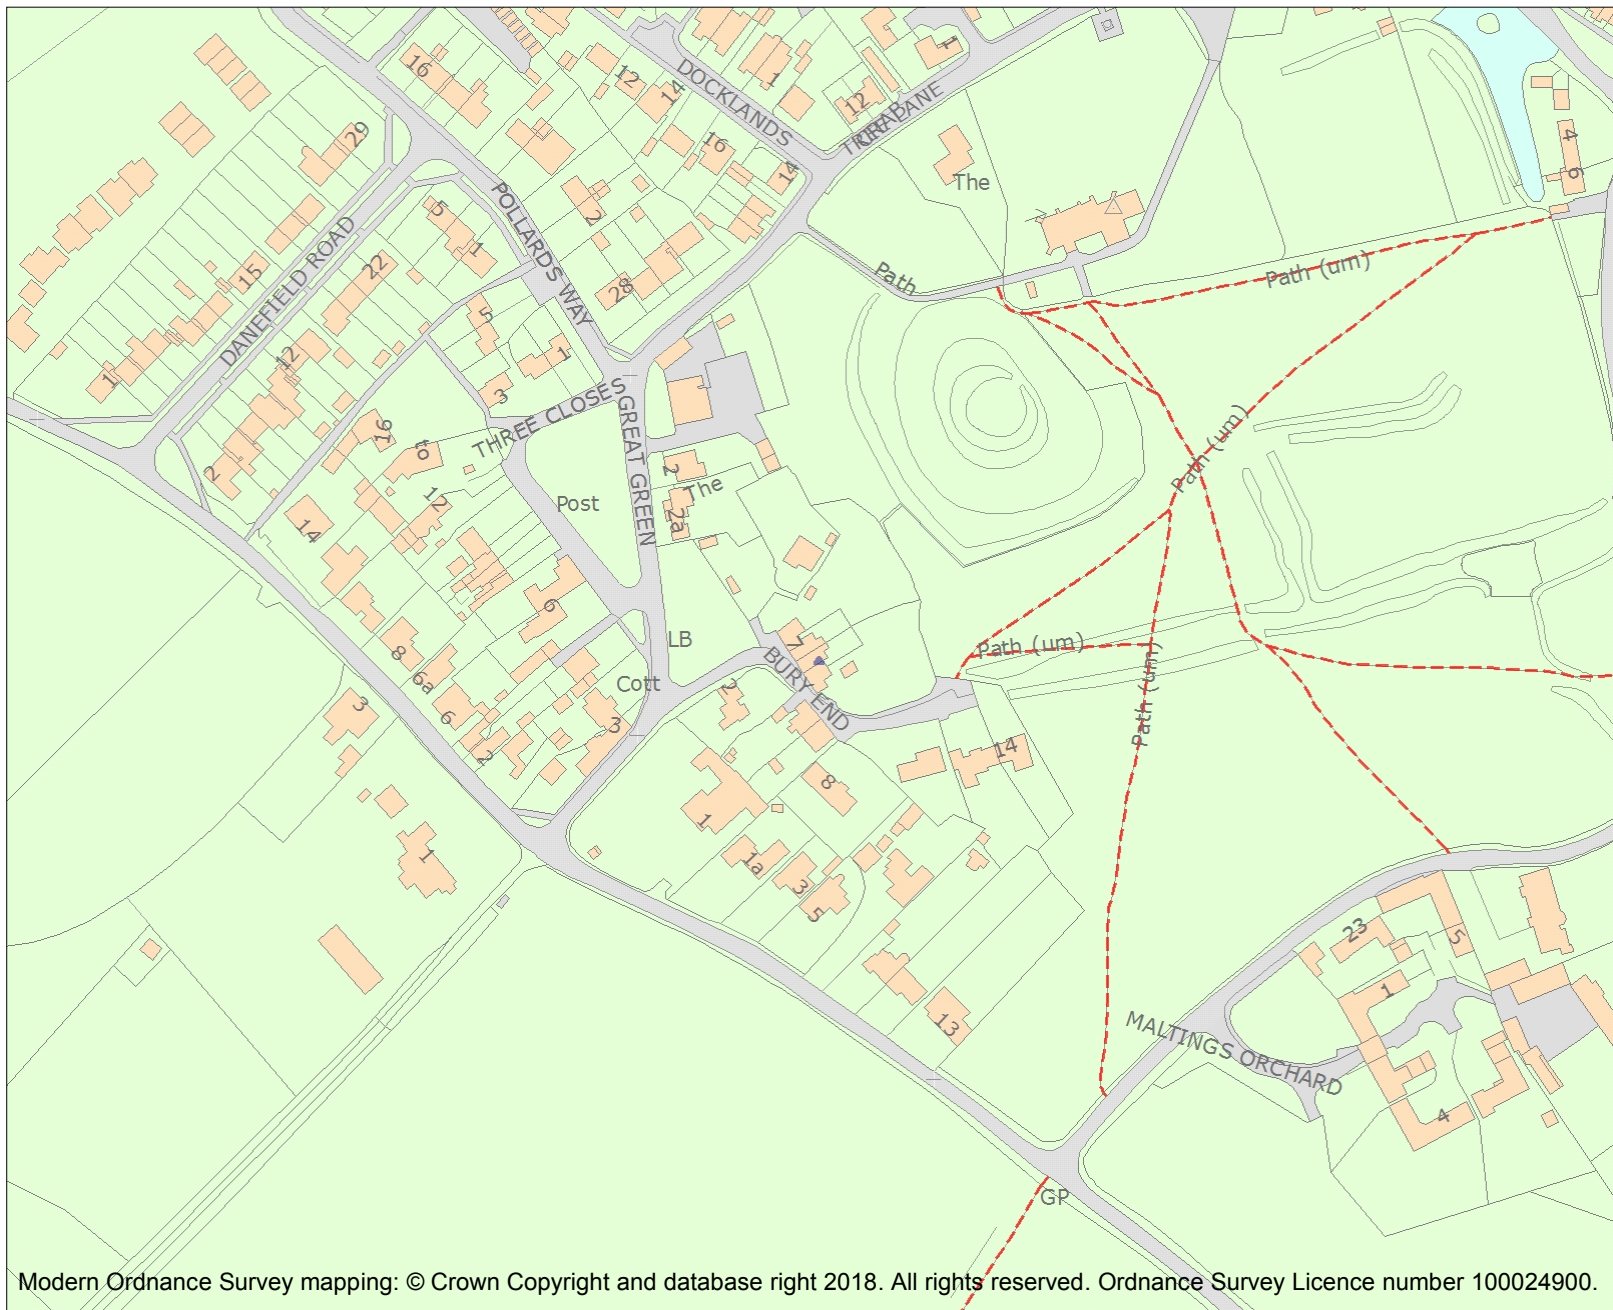 16
12
14
DOCKLANDS
1
1
12
LANE
16
14
29
The
4
6
POLLARDS WAY
2
5
1
DANEFIELD ROAD
15
22
28
Path
Path (um)
5
1
12
1
3
THREE CLOSES
GREAT GREEN
16
to
2
12
14
Post
2
The
2a
Path (um)
6
8
6a
6
2
LB
Cott
3
7
BURY END
2
Path (um)
Path (um)
3
1
14
8
1
1a
3
5
13
23
5
1
MALTINGS ORCHARD
4
GP
Modern Ordnance Survey mapping: © Crown Copyright and database right 2018. All rights reserved. Ordnance Survey Licence number 100024900.